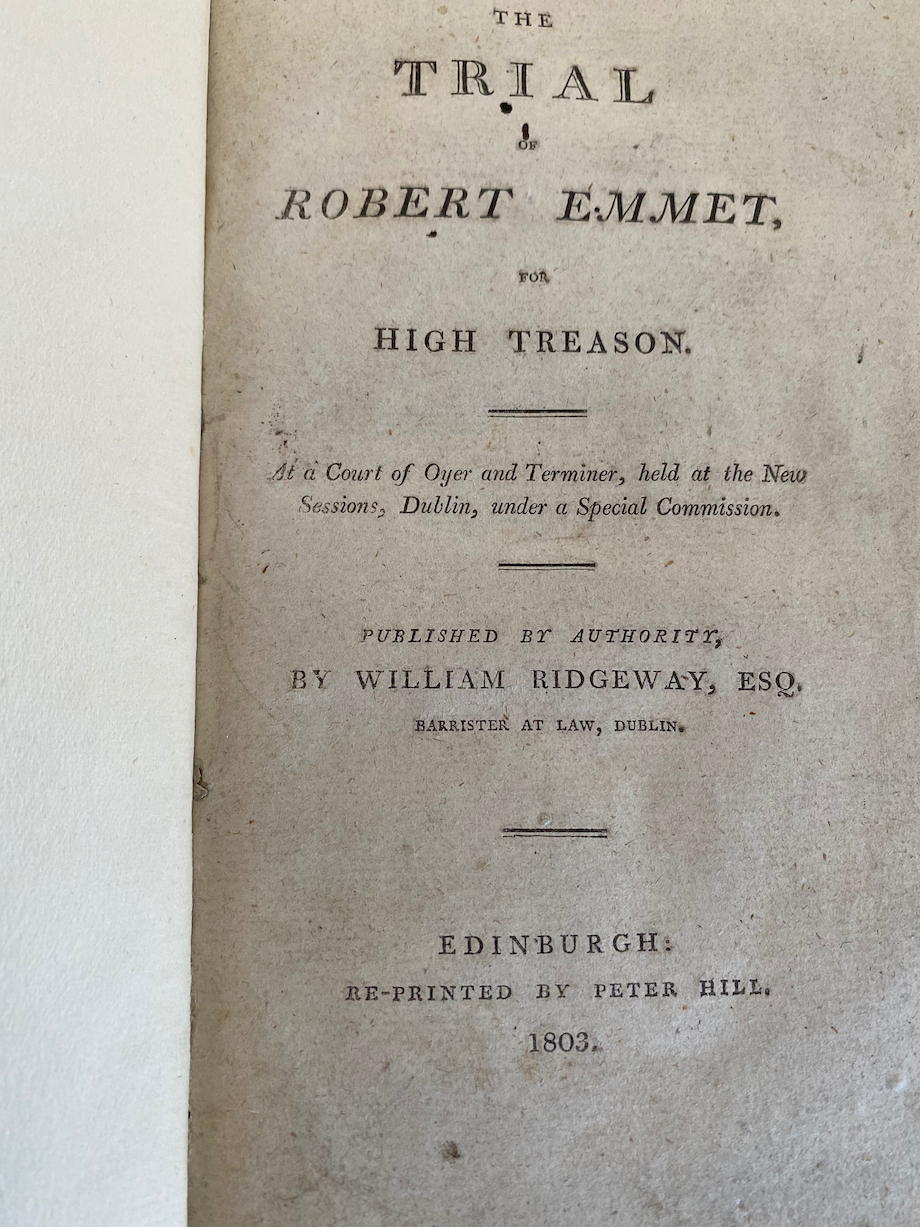 THE
TRIAL
OF
ROBERT EMMET,
FOR
HIGH TREASON.
At a Court of Oyer and Terminer, held at the New
Sessions, Dublin, under a Special Commission.
PUBLISHED BY AUTHORITY,
BY WILLIAM RIDGEWAY, ESQ.
BARRISTER AT LAW, DUBLIN.
EDINBURGH:
RE-PRINTED BY PETER HILL.
1803.